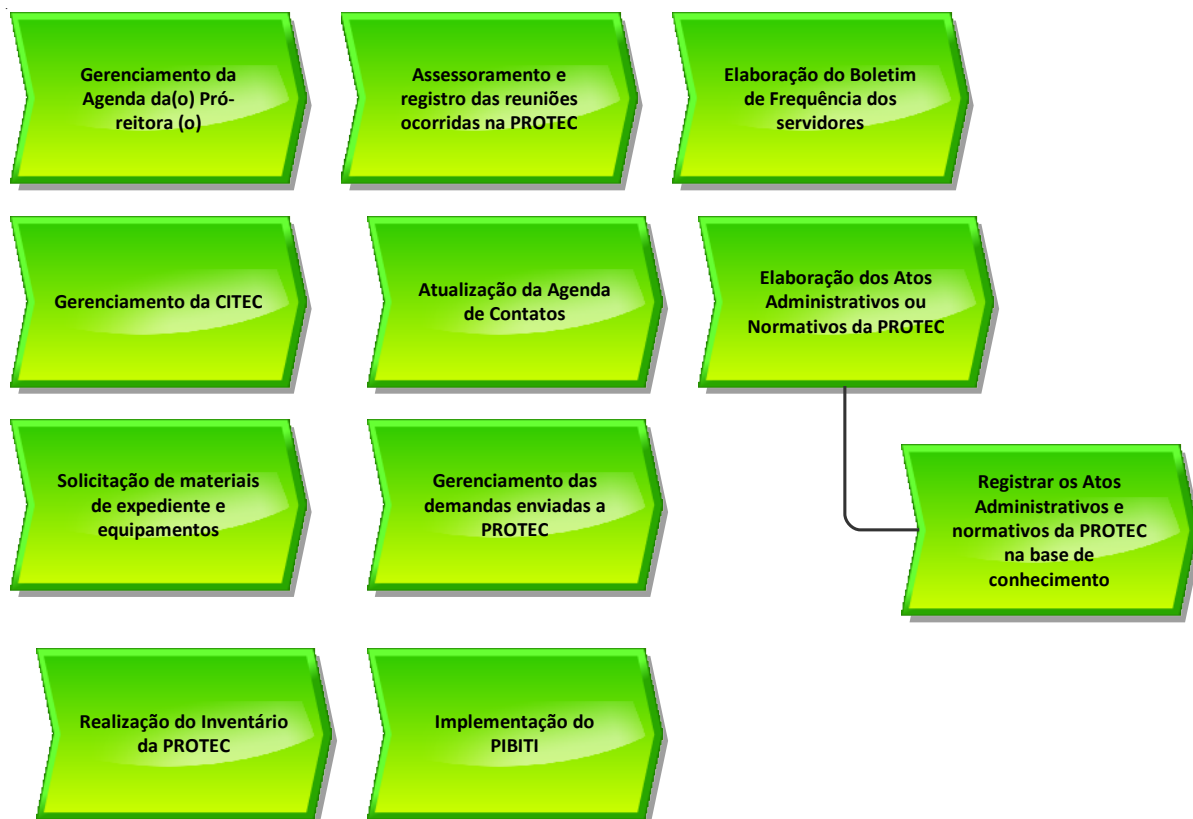 Gerenciamento da
Agenda da(o) Pró-
reitora (o)
Assessoramento e
registro das reuniões
ocorridas na PROTEC
Elaboração do Boletim
de Frequência dos
servidores
Gerenciamento da CITEC
Atualização da Agenda
de Contatos
Elaboração dos Atos
Administrativos ou
Normativos da PROTEC
Solicitação de materiais
de expediente e
equipamentos
Gerenciamento das
demandas enviadas a
PROTEC
Registrar os Atos
Administrativos e
normativos da PROTEC
na base de
conhecimento
Realização do Inventário
da PROTEC
Implementação do
PIBITI